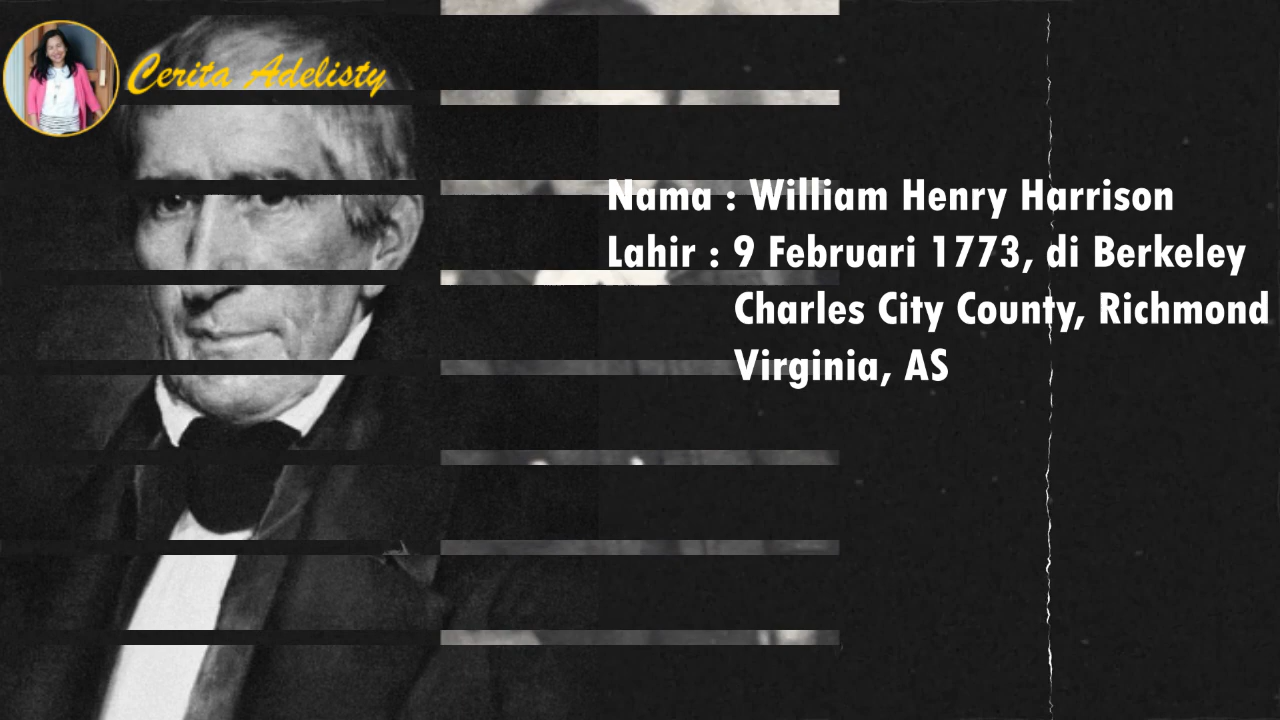 Cerita Adelisty
Nama : William Henry Harrison
Lahir : 9 Februari 1773, di Berkeley
Charles City County, Richmond
Virginia, AS